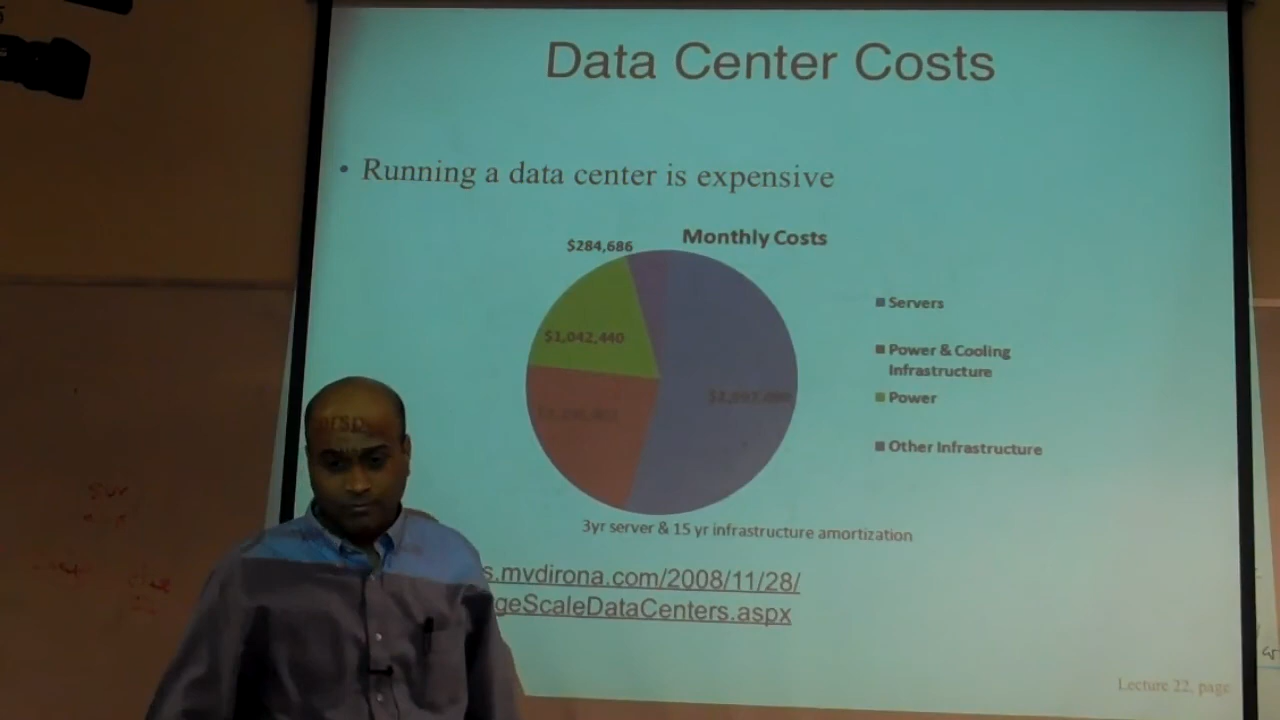 Data Center Costs
• Running a data center is expensive
Monthly Costs
$284,686
$1,042,440
Servers
Power & Cooling
Infrastructure
Power
Other Infrastructure
3yr server & 15 yr infrastructure amortization
s.mvdirona.com/2008/11/28/
geScaleDataCenters.aspx
Lecture 22, page